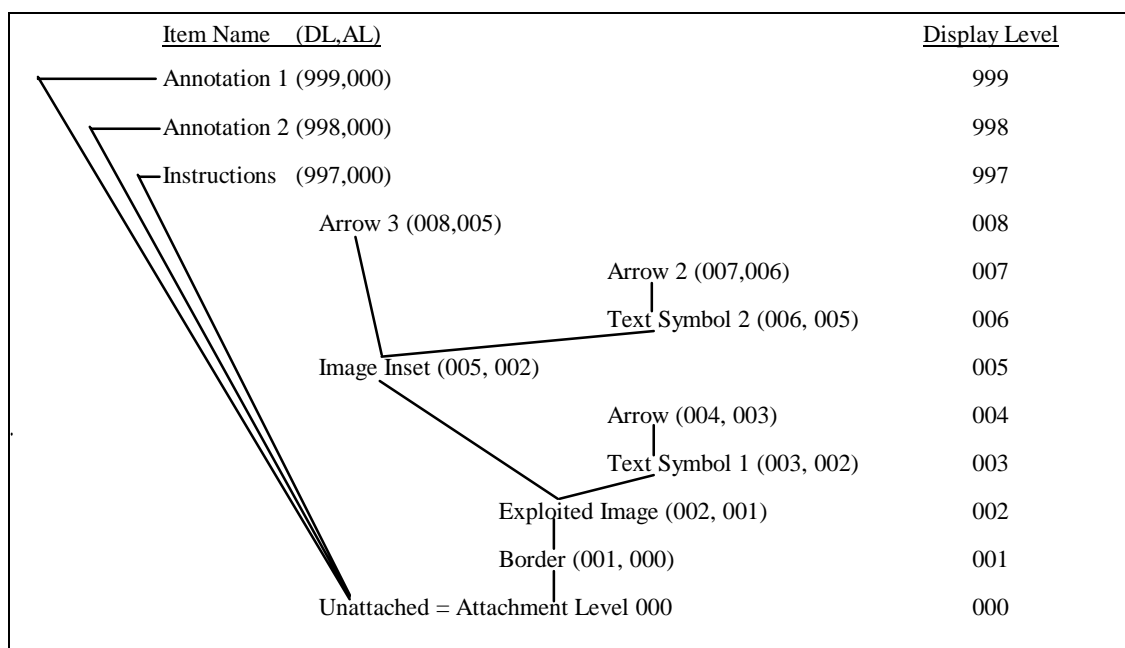 Item Name (DL,AL) Display Level
Annotation 1 (999,000) 999
Annotation 2 (998,000) 998
Instructions (997,000) 997
Arrow 3 (008,005) 008
Arrow 2 (007,006) 007
Text Symbol 2 (006, 005) 006
Image Inset (005, 002) 005
Arrow (004, 003) 004
Text Symbol 1 (003, 002) 003
Exploited Image (002, 001) 002
Border (001, 000) 001
Unattached = Attachment Level 000 000